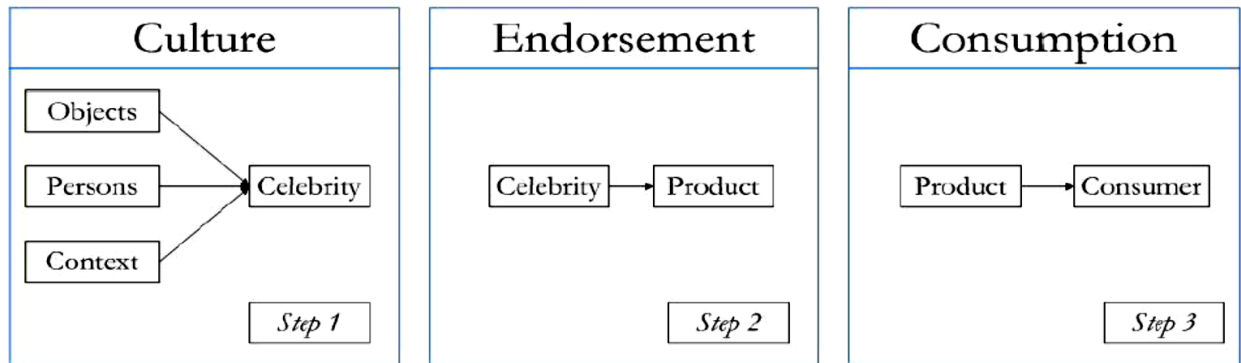 Culture
Objects
Persons
Celebrity
Context
Step 1
Endorsement
Celebrity
Product
Step 2
Consumption
Product
Consumer
Step 3